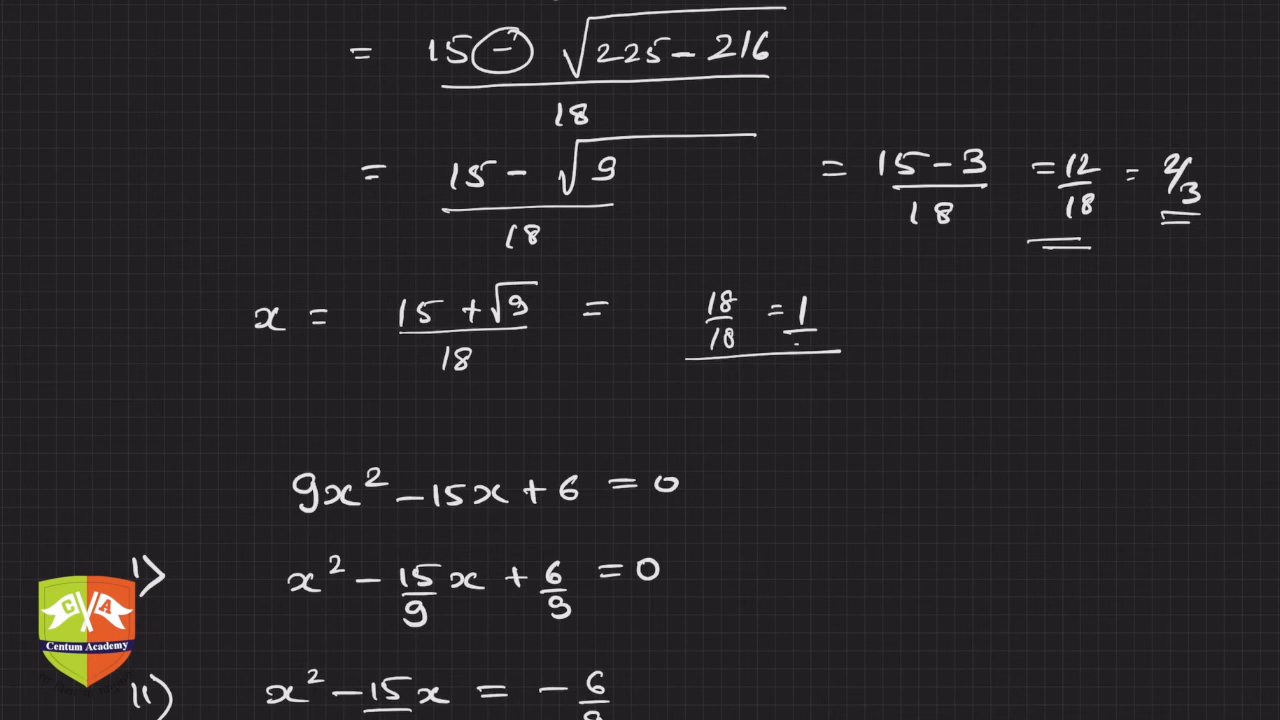 = 15 - √225 - 216 / 18
= 15 - √9 / 18 = 15 - 3 / 18 = 12/18 = 2/3
x = 15 + √9 / 18 = 18/18 = 1
9x² - 15x + 6 = 0
i) x² - 15/9 x + 6/9 = 0
C A
Centum Academy
ii) x² - 15x = - 6/9